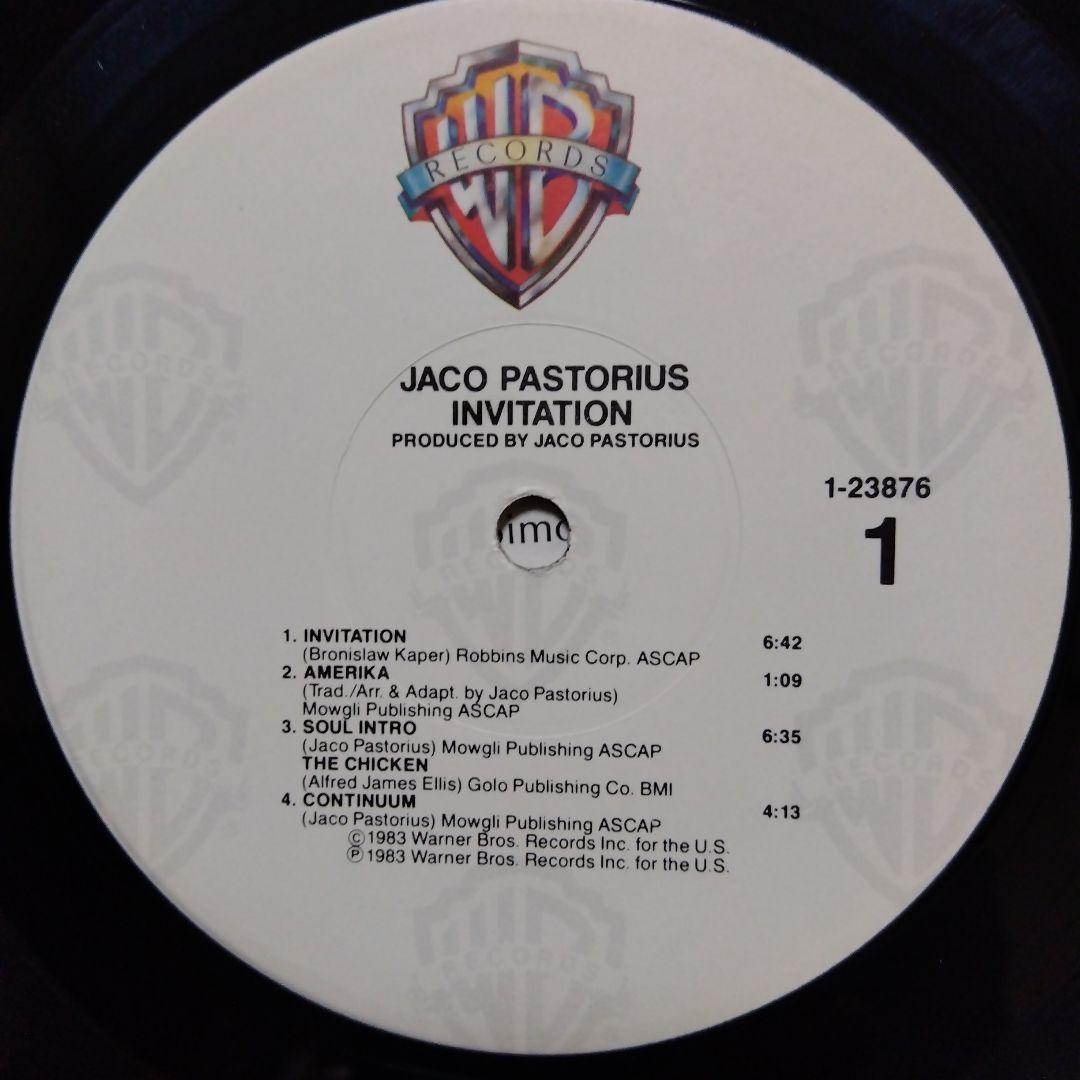 WB
RECORDS
JACO PASTORIUS
INVITATION
PRODUCED BY JACO PASTORIUS
1-23876
1
imo
1. INVITATION 6:42
(Bronislaw Kaper) Robbins Music Corp. ASCAP
2. AMERIKA 1:09
(Trad./Arr. & Adapt. by Jaco Pastorius)
Mowgli Publishing ASCAP
3. SOUL INTRO 6:35
(Jaco Pastorius) Mowgli Publishing ASCAP
THE CHICKEN
(Alfred James Ellis) Golo Publishing Co. BMI
4. CONTINUUM 4:13
(Jaco Pastorius) Mowgli Publishing ASCAP
©1983 Warner Bros. Records Inc. for the U.S.
℗1983 Warner Bros. Records Inc. for the U.S.